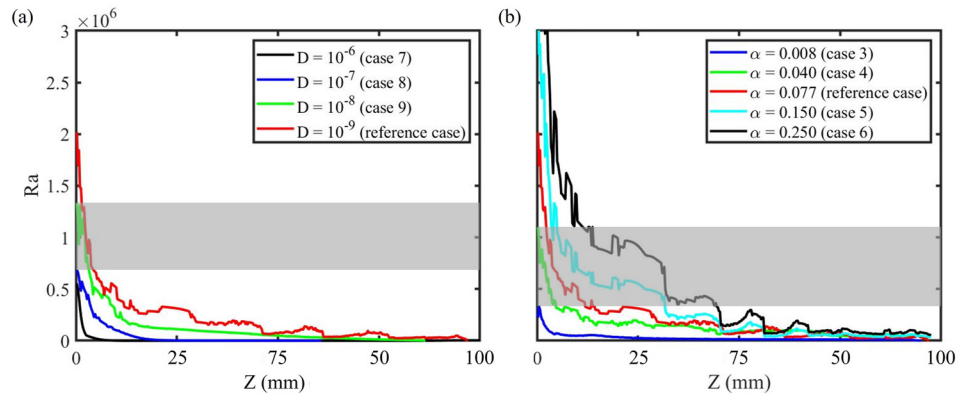 (a)
×10⁶
3
2.5
2
1.5
1
0.5
0
Ra
0
25
75
50
100
Z (mm)
D = 10⁻⁶ (case 7)
D = 10⁻⁷ (case 8)
D = 10⁻⁸ (case 9)
D = 10⁻⁹ (reference case)
(b)
0
25
75
50
100
Z (mm)
α = 0.008 (case 3)
α = 0.040 (case 4)
α = 0.077 (reference case)
α = 0.150 (case 5)
α = 0.250 (case 6)